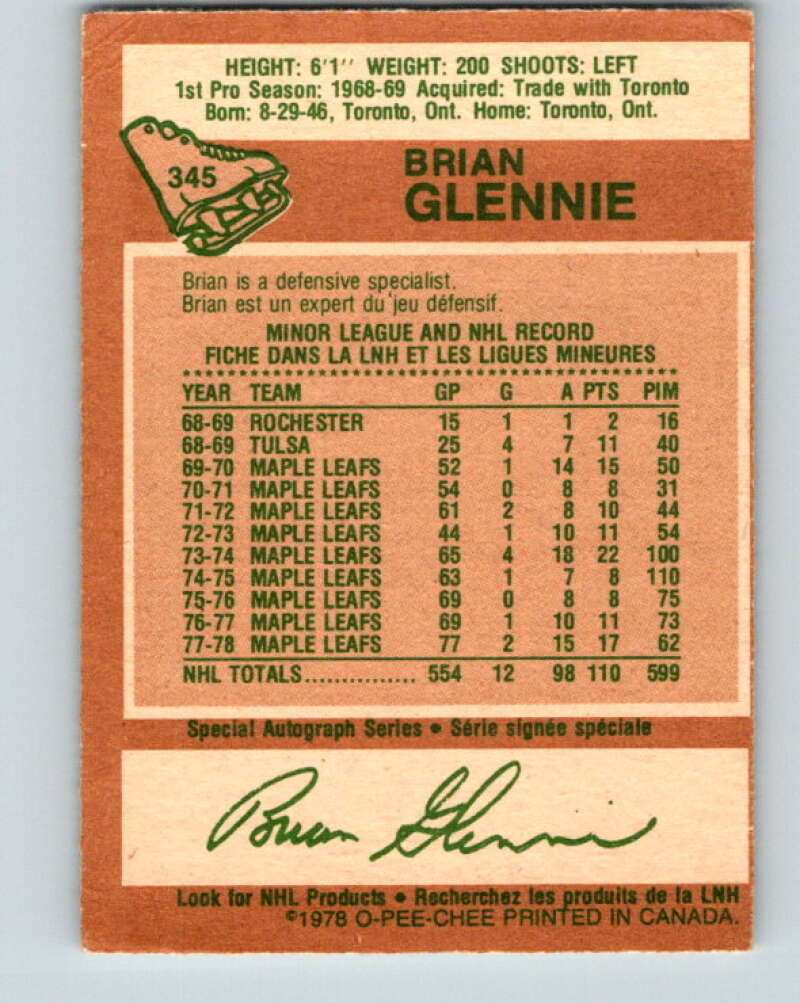 HEIGHT: 6'1'' WEIGHT: 200 SHOOTS: LEFT
1st Pro Season: 1968-69 Acquired: Trade with Toronto
Born: 8-29-46, Toronto, Ont. Home: Toronto, Ont.
345
BRIAN
GLENNIE
Brian is a defensive specialist.
Brian est un expert du jeu défensif.
MINOR LEAGUE AND NHL RECORD
FICHE DANS LA LNH ET LES LIGUES MINEURES
YEAR TEAM GP G A PTS PIM
68-69 ROCHESTER 15 1 1 2 16
68-69 TULSA 25 4 7 11 40
69-70 MAPLE LEAFS 52 1 14 15 50
70-71 MAPLE LEAFS 54 0 8 8 31
71-72 MAPLE LEAFS 61 2 8 10 44
72-73 MAPLE LEAFS 44 1 10 11 54
73-74 MAPLE LEAFS 65 4 18 22 100
74-75 MAPLE LEAFS 63 1 7 8 110
75-76 MAPLE LEAFS 69 0 8 8 75
76-77 MAPLE LEAFS 69 1 10 11 73
77-78 MAPLE LEAFS 77 2 15 17 62
NHL TOTALS............... 554 12 98 110 599
Special Autograph Series • Série signée spéciale
Brian Glennie
Look for NHL Products • Recherchez les produits de la LNH
©1978 O-PEE-CHEE PRINTED IN CANADA.